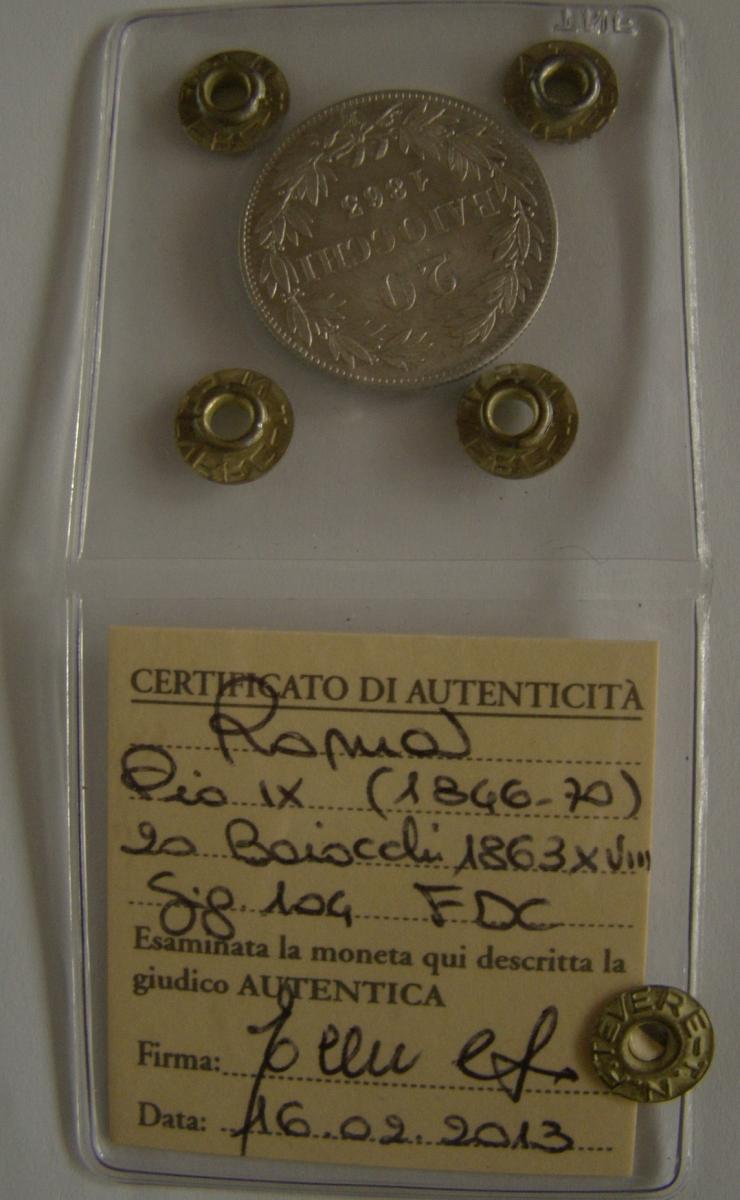 20
BAIOCCHI
1863
CERTIFICATO DI AUTENTICITÀ
Roma
Pio IX (1846-70)
20 Baiocchi 1863 XVIII
Gig. 104 FDC
Esaminata la moneta qui descritta la
giudico AUTENTICA
Firma:
Data: 16.02.2013
TEVERE